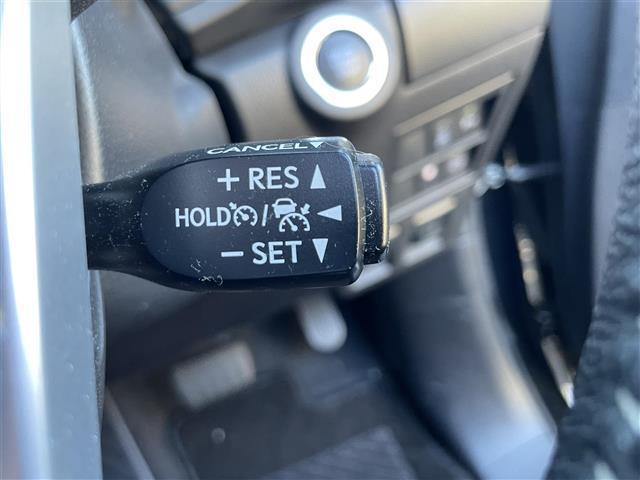 CANCEL
+ RES
HOLD /
− SET